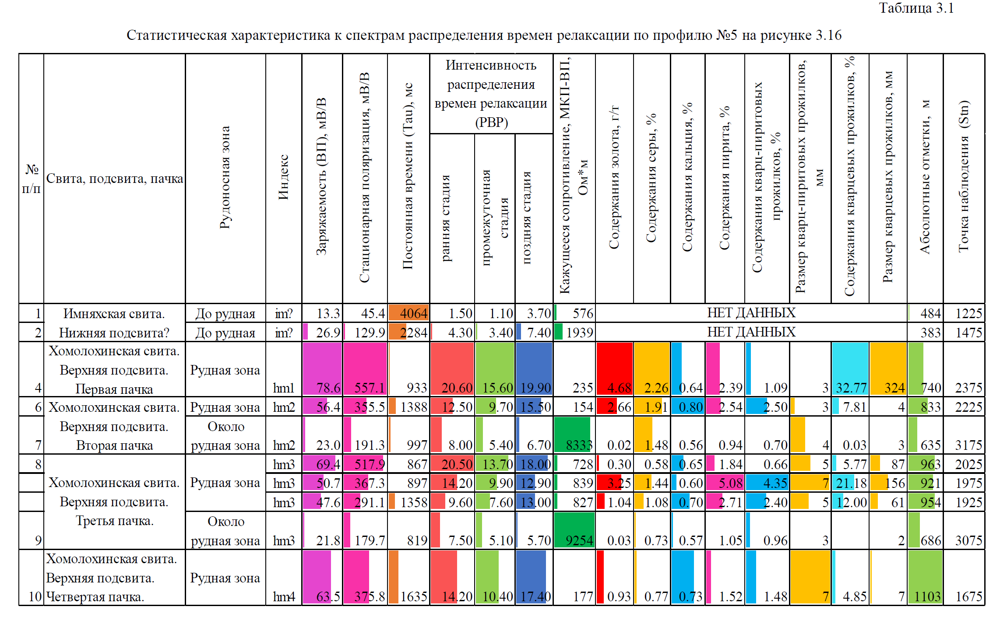 Таблица 3.1
Статистическая характеристика к спектрам распределения времен релаксации по профилю №5 на рисунке 3.16
№
п/п
Свита, подсвита, пачка
Рудоносная зона
Индекс
Заряжаемость (ВП), мВ/В
Стационарная поляризация, мВ/В
Постоянная времени (Tau), мс
Интенсивность
распределения
времен релаксации
(РВР)
ранняя стадия
промежуточная
стадия
поздняя стадия
Кажущееся сопротивление, МКП-ВП,
Ом*м
Содержание золота, г/т
Содержания серы, %
Содержания кальция, %
Содержания пирита, %
Содержания кварц-пиритовых
прожилков, %
Размер кварц-пиритовых прожилков,
мм
Содержания кварцевых прожилков, %
Размер кварцевых прожилков, мм
Абсолютные отметки, м
Точка наблюдения (Stn)
1 Имняхская свита. До рудная im? 13.3 45.4 4064 1.50 1.10 3.70 576 НЕТ ДАННЫХ 484 1225
2 Нижняя подсвита? До рудная im? 26.9 129.9 2284 4.30 3.40 7.40 1939 НЕТ ДАННЫХ 383 1475
Хомолохинская свита.
Верхняя подсвита. Рудная зона
4 Первая пачка hm1 78.6 557.1 933 20.60 15.60 19.90 235 4.68 2.26 0.64 2.39 1.09 3 32.77 324 740 2375
6 Хомолохинская свита. Рудная зона hm2 56.4 355.5 1388 12.50 9.70 15.50 154 2.66 1.91 0.80 2.54 2.50 3 7.81 4 833 2225
Верхняя подсвита. Около
7 Вторая пачка рудная зона hm2 23.0 191.3 997 8.00 5.40 6.70 8333 0.02 1.48 0.56 0.94 0.70 4 0.03 3 635 3175
8 hm3 69.4 517.9 867 20.50 13.70 18.00 728 0.30 0.58 0.65 1.84 0.66 5 5.77 87 963 2025
Хомолохинская свита. Рудная зона hm3 50.7 367.3 897 14.20 9.90 12.90 839 3.25 1.44 0.60 5.08 4.35 7 21.18 156 921 1975
Верхняя подсвита. hm3 47.6 291.1 1358 9.60 7.60 13.00 827 1.04 1.08 0.70 2.71 2.40 5 12.00 61 954 1925
Третья пачка. Около
9 рудная зона hm3 21.8 179.7 819 7.50 5.10 5.70 9254 0.03 0.73 0.57 1.05 0.96 3 2 686 3075
Хомолохинская свита.
Верхняя подсвита. Рудная зона
10 Четвертая пачка. hm4 63.5 375.8 1635 14.20 10.40 17.40 177 0.93 0.77 0.73 1.52 1.48 7 4.85 7 1103 1675